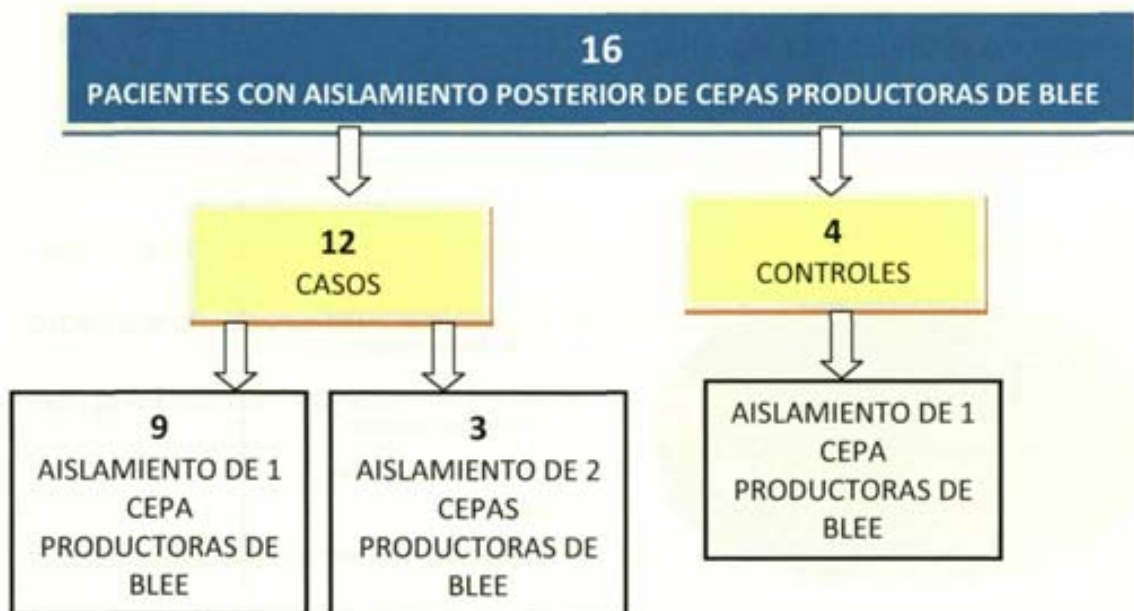 16
PACIENTES CON AISLAMIENTO POSTERIOR DE CEPAS PRODUCTORAS DE BLEE
12
CASOS
4
CONTROLES
9
AISLAMIENTO DE 1
CEPA
PRODUCTORAS DE
BLEE
3
AISLAMIENTO DE 2
CEPAS
PRODUCTORAS DE
BLEE
AISLAMIENTO DE 1
CEPA
PRODUCTORAS DE
BLEE